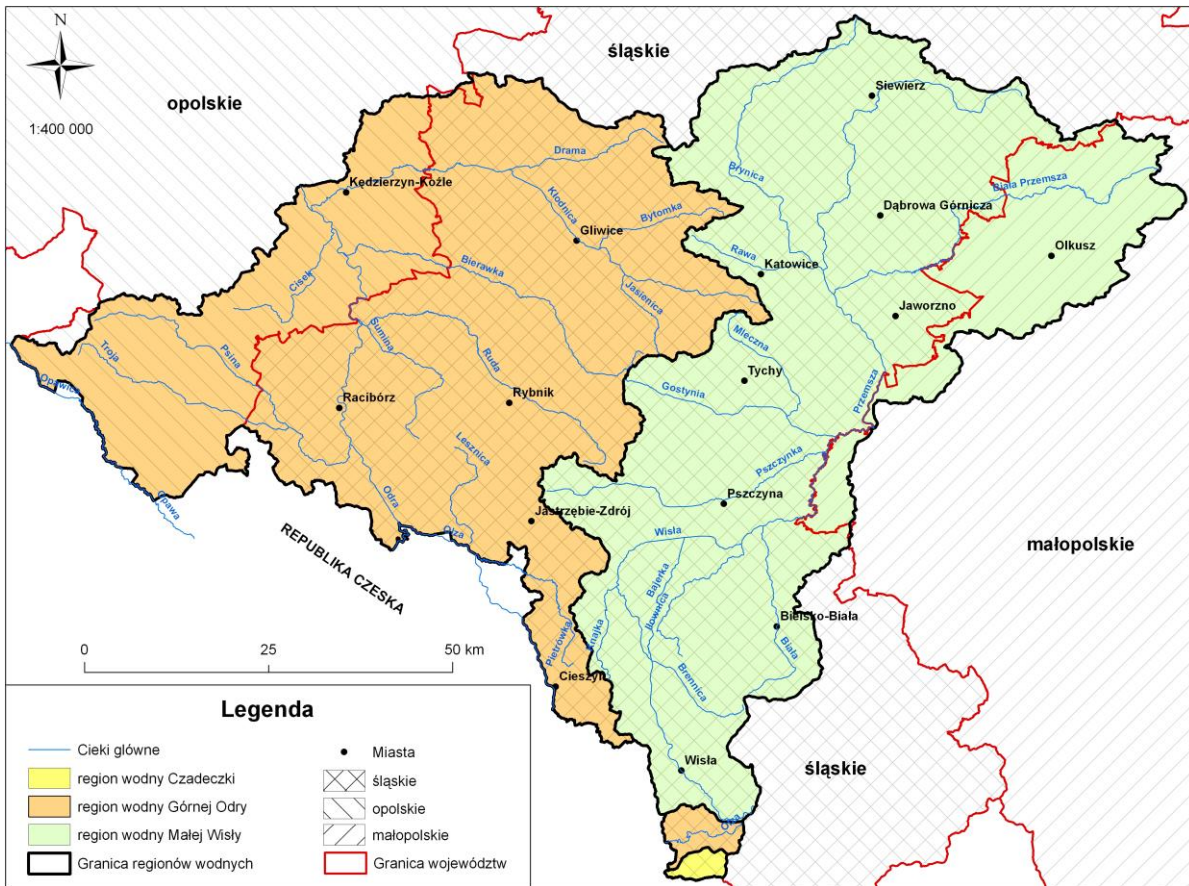 N
śląskie
opolskie
1:400 000
Siewierz
Drama
Brynica
Kędzierzyn-Koźle
Kłodnica
Biała Przemsza
Bytomka
Dąbrowa Górnicza
Gliwice
Rawa
Katowice
Olkusz
Bierawka
Cisek
Jasienica
Jaworzno
Sumina
Mleczna
Troja
Psina
Ruda
Tychy
Opawica
Gostynia
Przemsza
Racibórz
Rybnik
Lesznica
Pszczynka
Pszczyna
Opawa
Odra
Jastrzębie-Zdrój
Olza
Wisła
REPUBLIKA CZESKA
małopolskie
Bajerka
Iłownica
Bielsko-Biała
Pietrówka
Knajka
Biała
0 25 50 km
Brennica
Cieszyn
Legenda
Wisła
śląskie
Cieki główne
Miasta
region wodny Czadeczki
śląskie
region wodny Górnej Odry
opolskie
region wodny Małej Wisły
małopolskie
Granica regionów wodnych
Granica województw
Olza